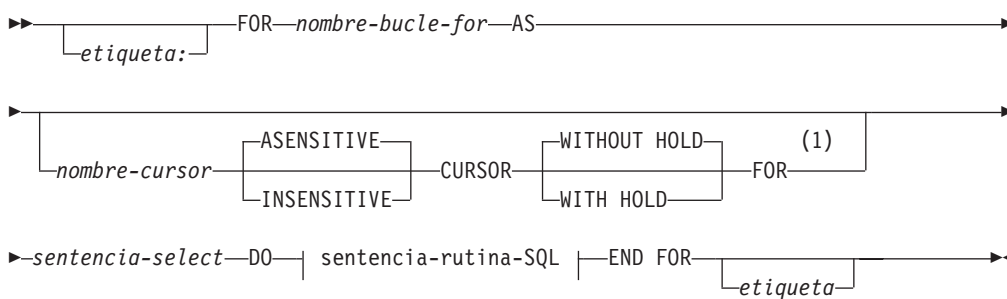 FOR nombre-bucle-for AS
etiqueta:
ASENSITIVE WITHOUT HOLD (1)
nombre-cursor CURSOR FOR
INSENSITIVE WITH HOLD
sentencia-select DO sentencia-rutina-SQL END FOR
etiqueta